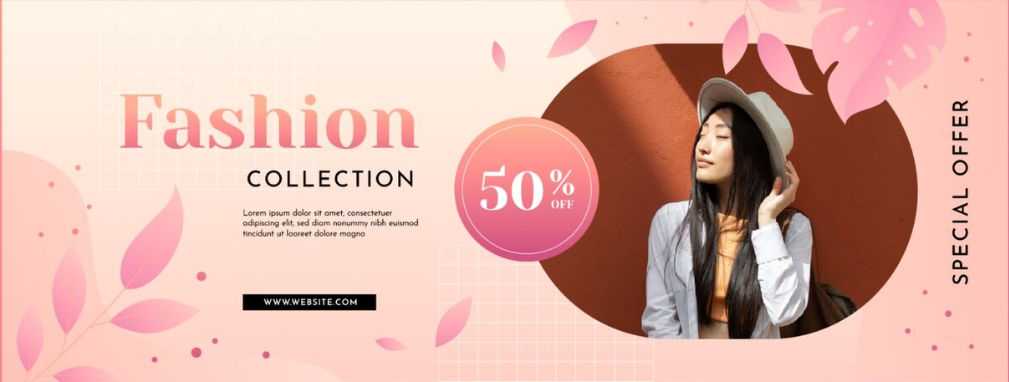 Fashion
COLLECTION
Lorem ipsum dolor sit amet, consectetuer
adipiscing elit, sed diam nonummy nibh euismod
tincidunt ut laoreet dolore magna
WWW.WEBSITE.COM
50%
OFF
SPECIAL OFFER